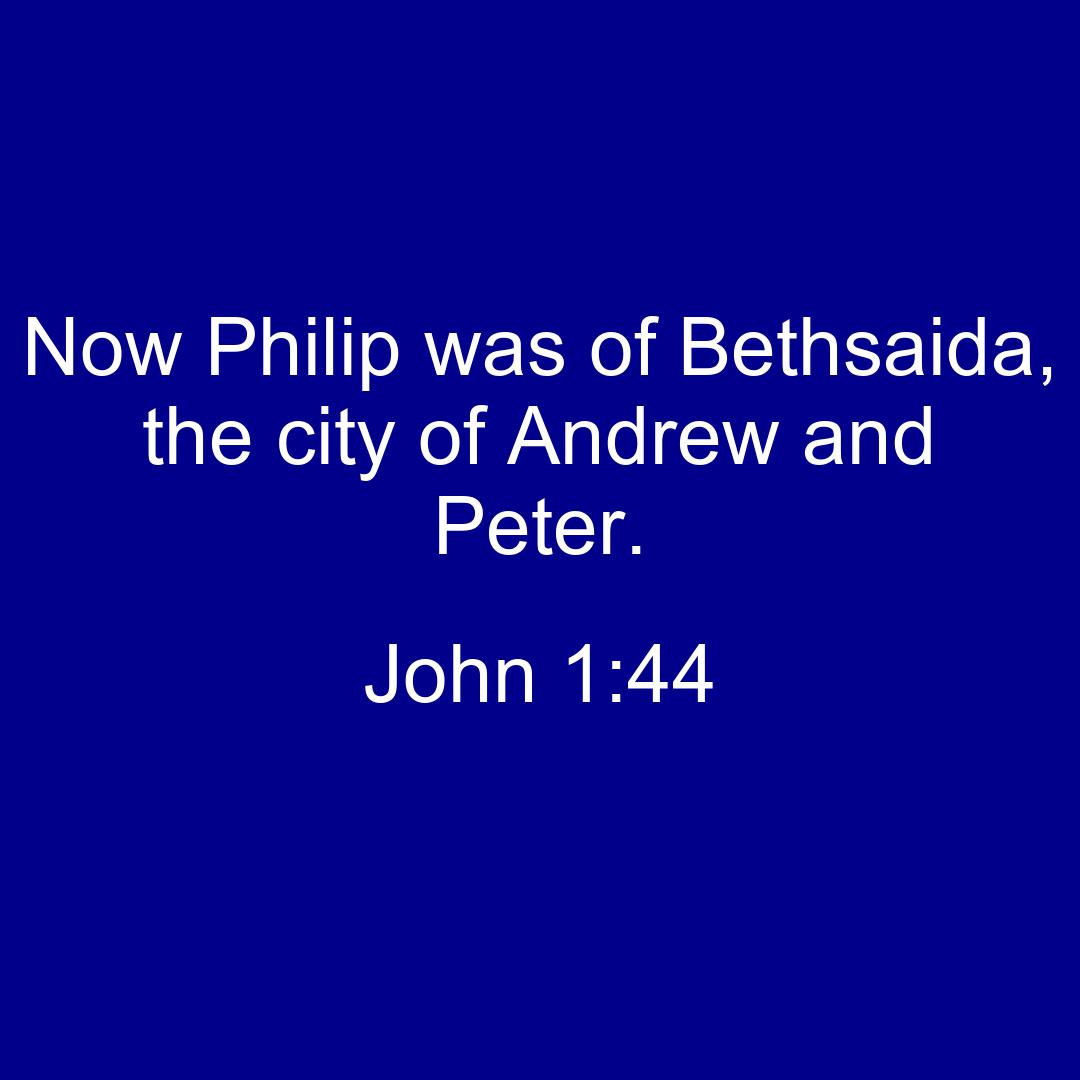 Now Philip was of Bethsaida,
the city of Andrew and
Peter.
John 1:44